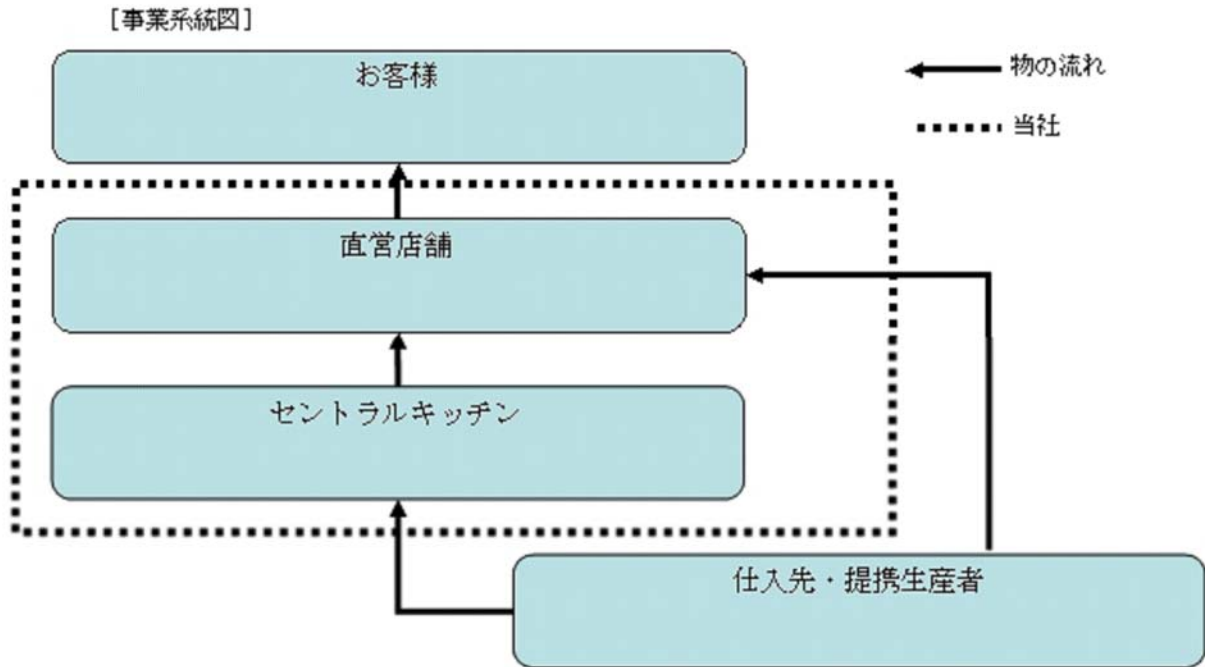 [事業系統図]
お客様
物の流れ
当社
直営店舗
セントラルキッチン
仕入先・提携生産者